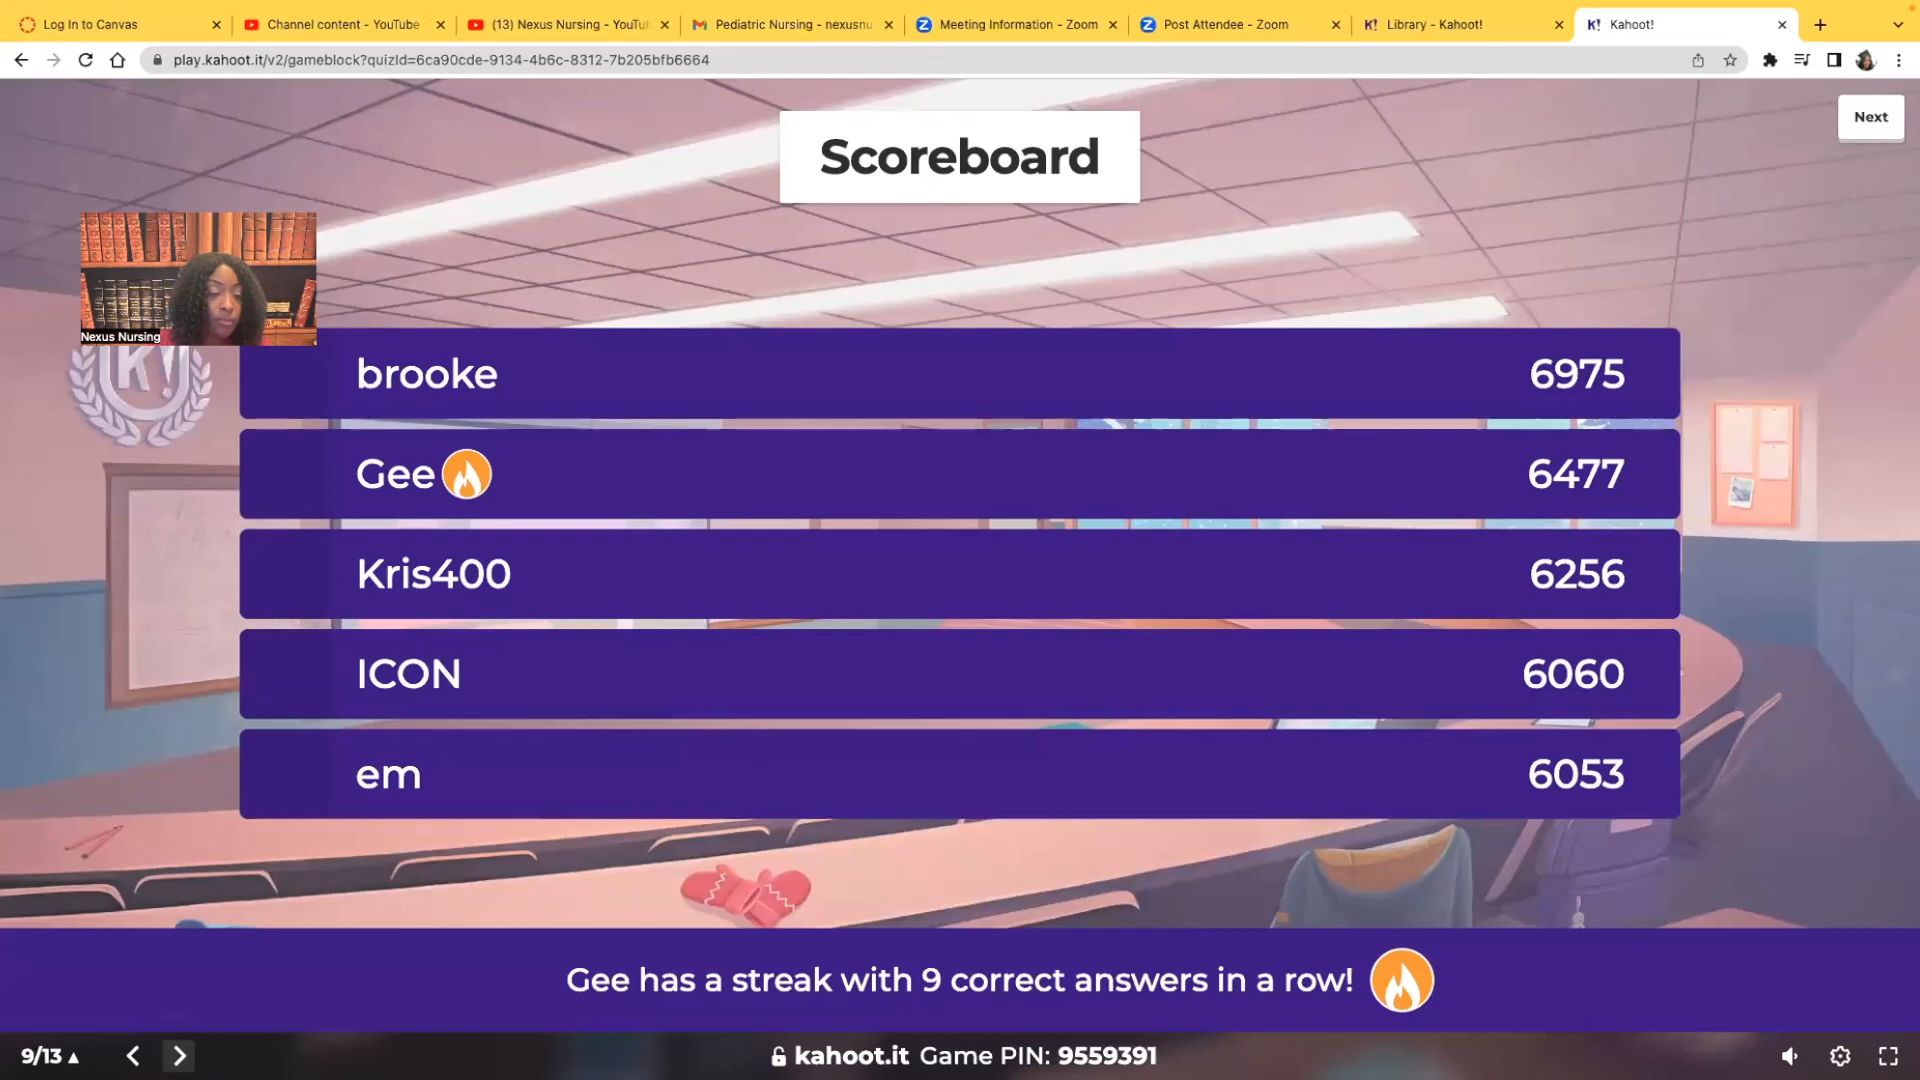 Log In to Canvas
Channel content - YouTube
(13) Nexus Nursing - YouTu
Pediatric Nursing - nexusnu
Meeting Information - Zoom
Post Attendee - Zoom
K! Library - Kahoot!
K! Kahoot!
play.kahoot.it/v2/gameblock?quizId=6ca90cde-9134-4b6c-8312-7b205bfb6664
Next
Scoreboard
Nexus Nursing
K!
brooke 6975
Gee 6477
Kris400 6256
ICON 6060
em 6053
Gee has a streak with 9 correct answers in a row!
9/13
kahoot.it Game PIN: 9559391